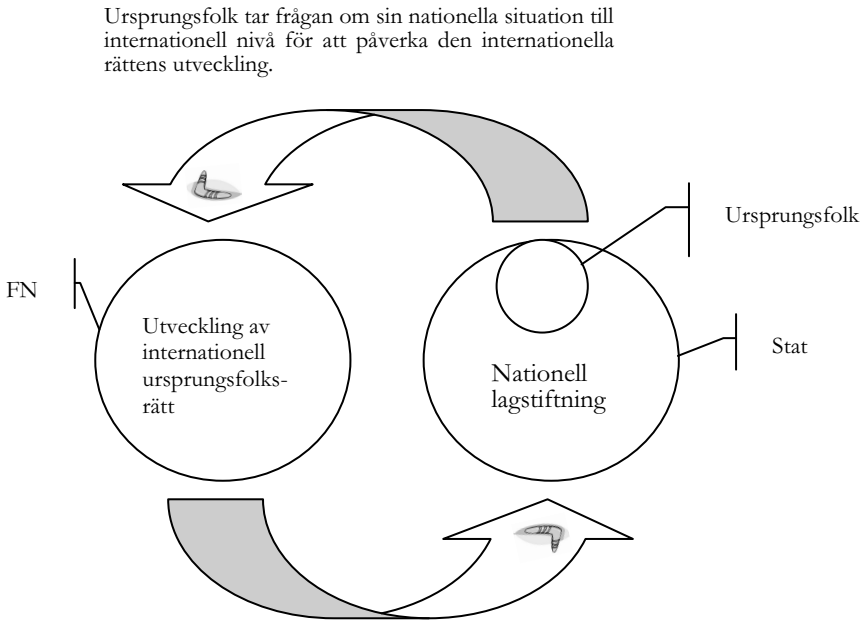 Ursprungsfolk tar frågan om sin nationella situation till
internationell nivå för att påverka den internationella
rättens utveckling.
Ursprungsfolk
FN
Utveckling av
internationell
ursprungsfolks-
rätt
Stat
Nationell
lagstiftning